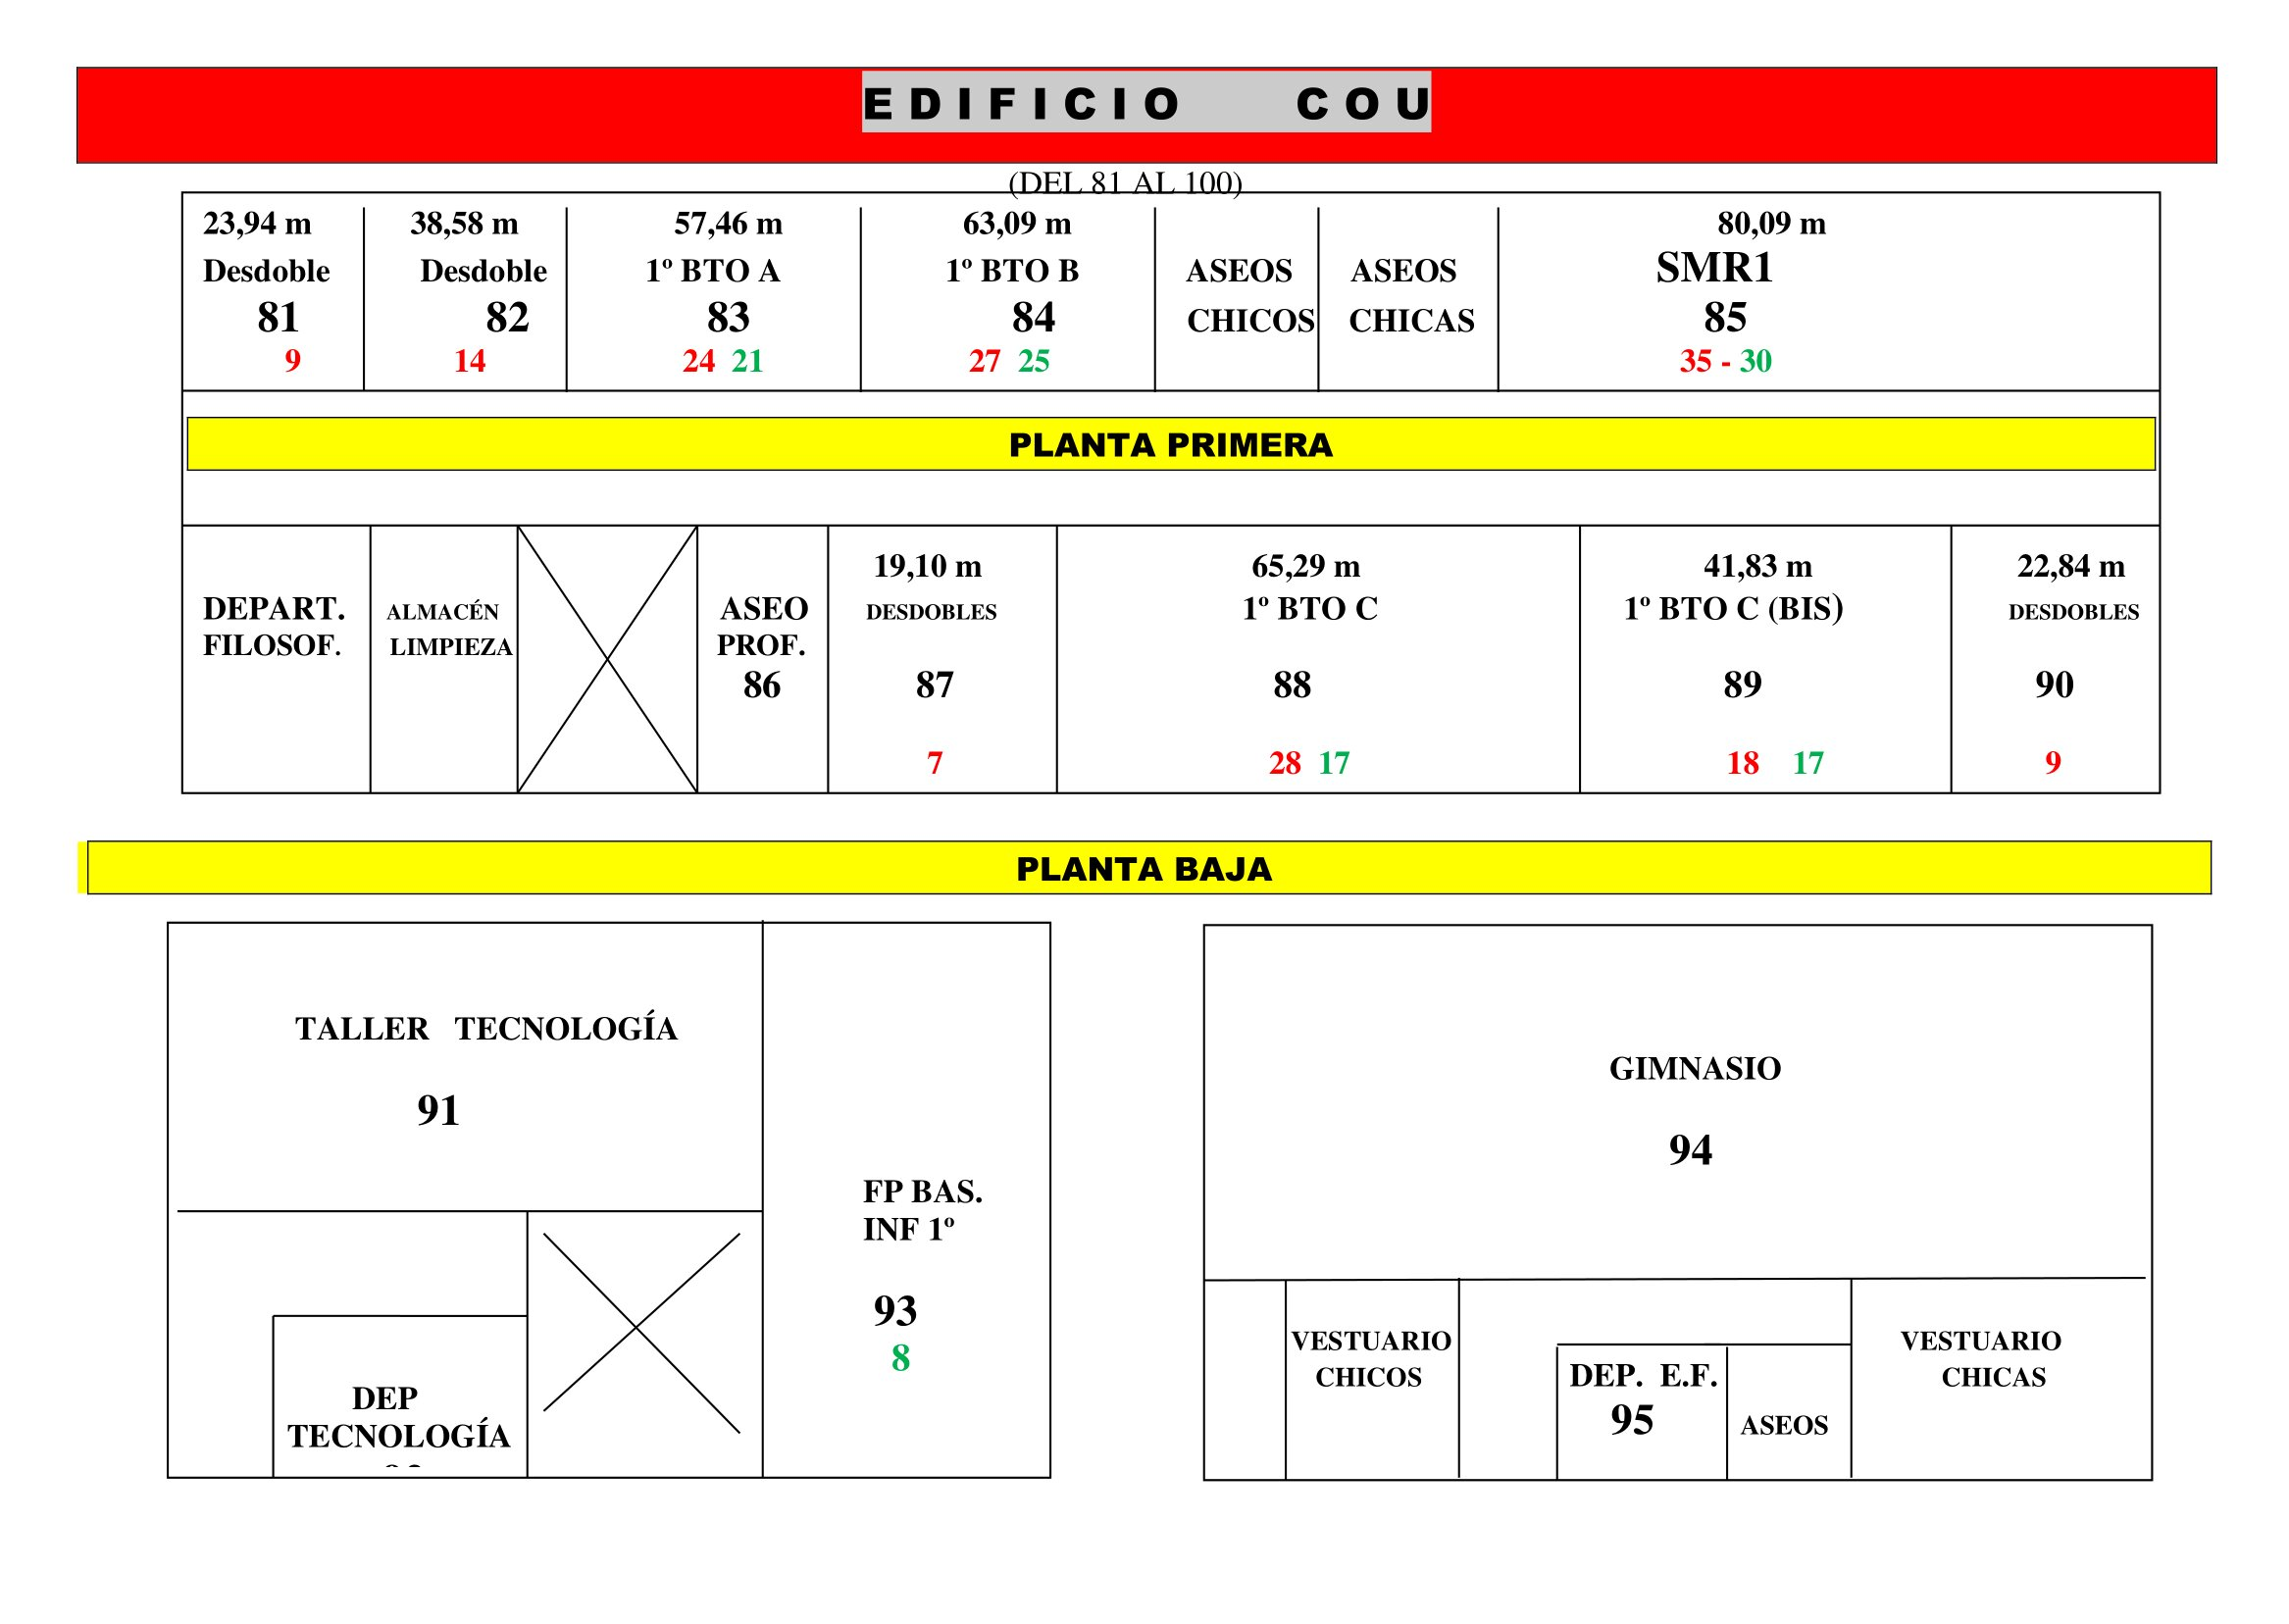 EDIFICIO COU
(DEL 81 AL 100)
23,94 m 38,58 m 57,46 m 63,09 m 80,09 m
Desdoble Desdoble 1º BTO A 1º BTO B ASEOS ASEOS SMR1
81 82 83 84 CHICOS CHICAS 85
9 14 24 21 27 25 35 - 30
PLANTA PRIMERA
19,10 m 65,29 m 41,83 m 22,84 m
DEPART. ALMACÉN ASEO DESDOBLES 1º BTO C 1º BTO C (BIS) DESDOBLES
FILOSOF. LIMPIEZA PROF.
86 87 88 89 90
7 28 17 18 17 9
PLANTA BAJA
TALLER TECNOLOGÍA
91
FP BAS.
INF 1º
93
8
DEP
TECNOLOGÍA
GIMNASIO
94
VESTUARIO
CHICOS
DEP. E.F.
95
ASEOS
VESTUARIO
CHICAS